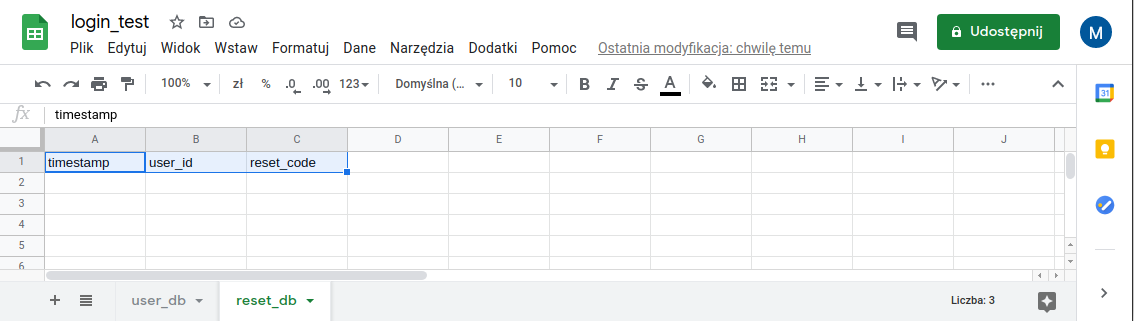 login_test
Plik Edytuj Widok Wstaw Formatuj Dane Narzędzia Dodatki Pomoc Ostatnia modyfikacja: chwilę temu
Udostępnij
M
100% zł % .0 .00 123 Domyślna (... 10 B I S A
31
fx timestamp
A B C D E F G H I J
1 timestamp user_id reset_code
2
3
4
5
6
user_db reset_db Liczba: 3